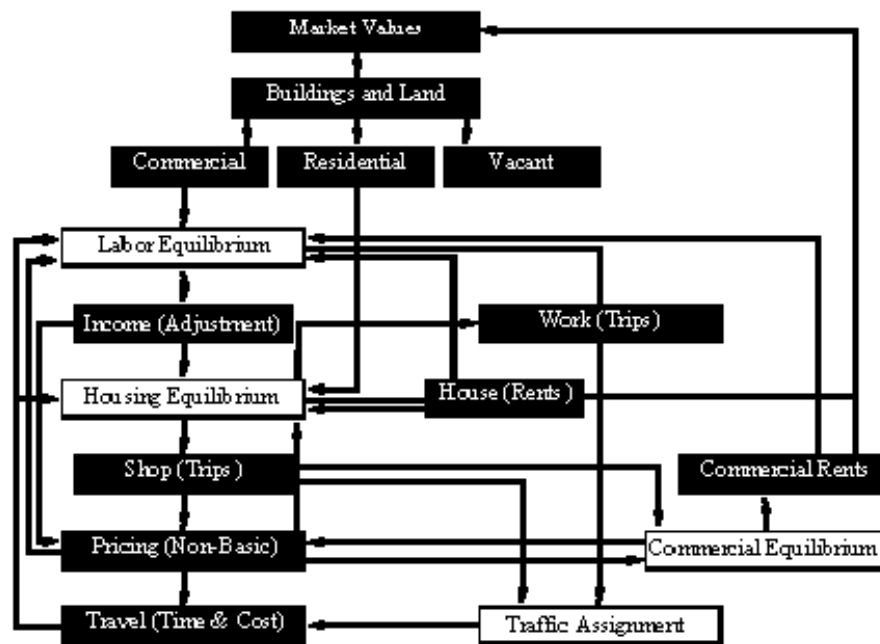 Market Values
Buildings and Land
Commercial
Residential
Vacant
Labor Equilibrium
Income (Adjustment)
Work (Trips)
Housing Equilibrium
House (Rents)
Shop (Trips)
Commercial Rents
Pricing (Non-Basic)
Commercial Equilibrium
Travel (Time & Cost)
Traffic Assignment